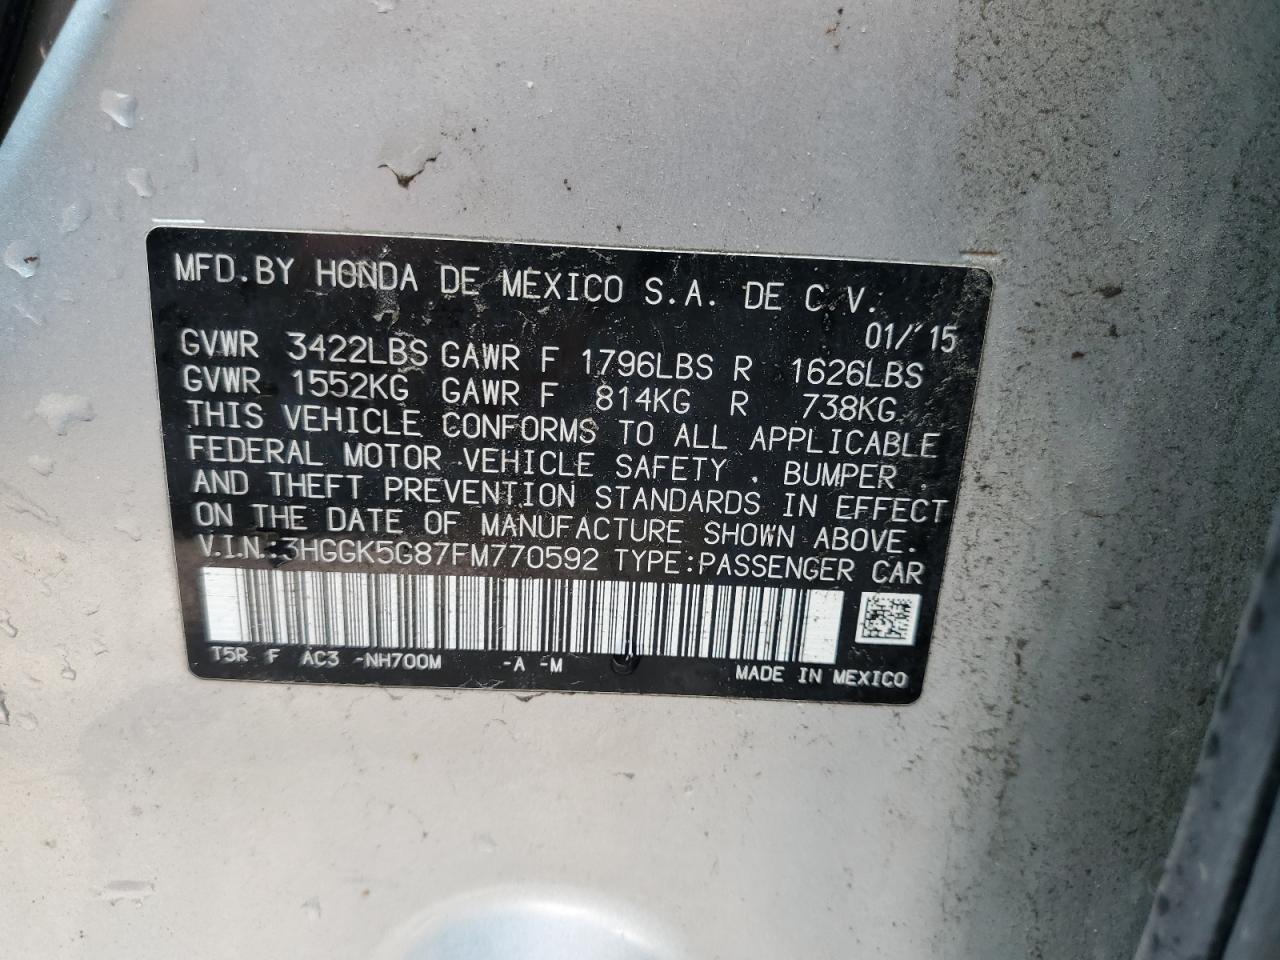 MFD.BY HONDA DE MEXICO S.A. DE C.V.
01/'15
GVWR 3422LBS GAWR F 1796LBS R 1626LBS
GVWR 1552KG GAWR F 814KG R 738KG
THIS VEHICLE CONFORMS TO ALL APPLICABLE
FEDERAL MOTOR VEHICLE SAFETY , BUMPER ,
AND THEFT PREVENTION STANDARDS IN EFFECT
ON THE DATE OF MANUFACTURE SHOWN ABOVE.
V.I.N.:3HGGK5G87FM770592 TYPE:PASSENGER CAR
T5R F AC3 -NH700M -A -M
MADE IN MEXICO